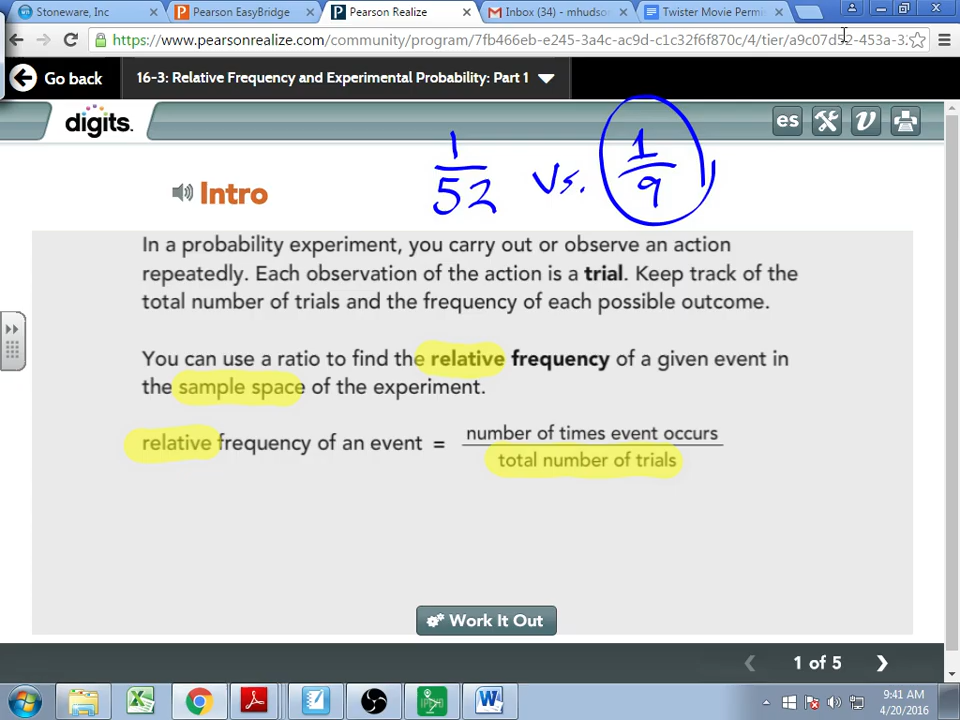 Stoneware, Inc
Pearson EasyBridge
Pearson Realize
Inbox (34) - mhudson
Twister Movie Permi
https://www.pearsonrealize.com/community/program/7fb466eb-e245-3a4c-ac9d-c1c32f6f870c/4/tier/a9c07d52-453a-3
Go back
16-3: Relative Frequency and Experimental Probability: Part 1
digits.
es
1/52 vs. 1/9
Intro
In a probability experiment, you carry out or observe an action
repeatedly. Each observation of the action is a trial. Keep track of the
total number of trials and the frequency of each possible outcome.
You can use a ratio to find the relative frequency of a given event in
the sample space of the experiment.
number of times event occurs
relative frequency of an event =
total number of trials
Work It Out
1 of 5
9:41 AM
4/20/2016